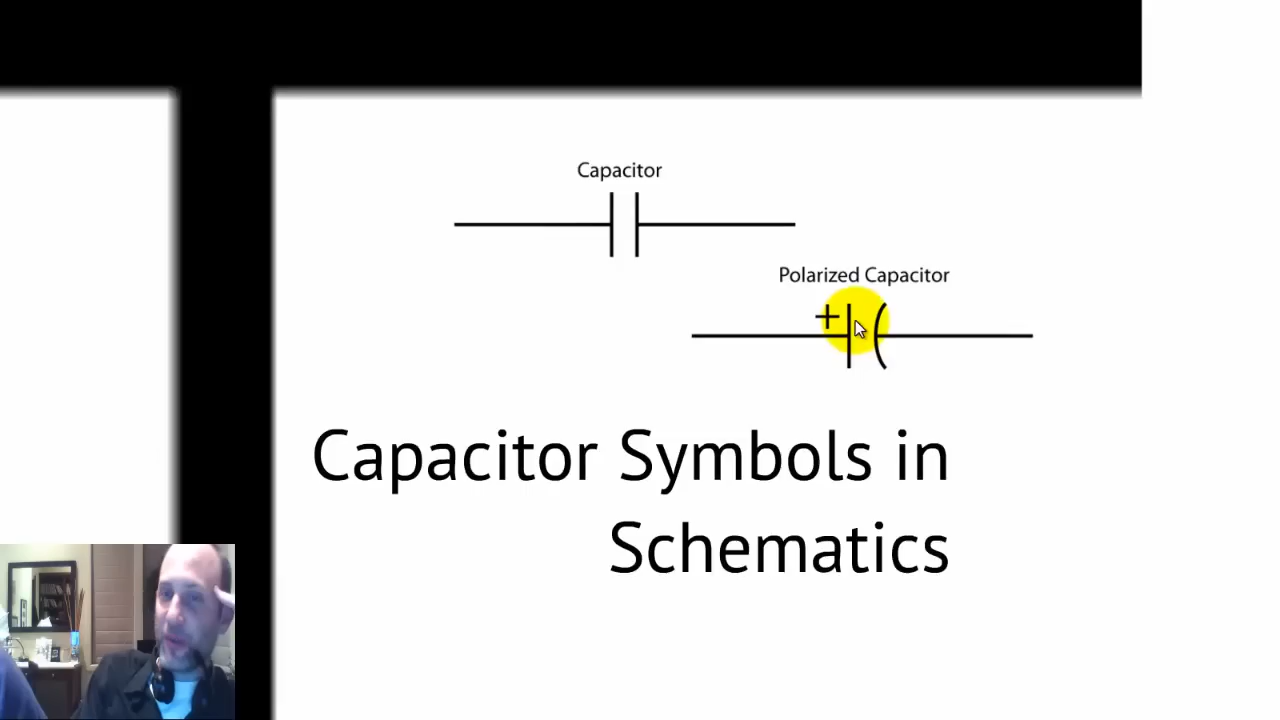 Capacitor
Polarized Capacitor
+
Capacitor Symbols in
Schematics